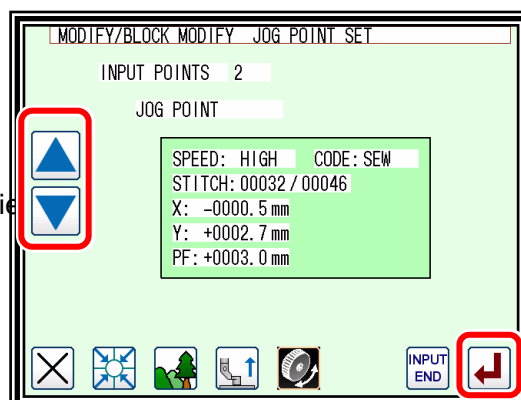 MODIFY/BLOCK MODIFY JOG POINT SET
INPUT POINTS 2
JOG POINT
SPEED: HIGH CODE: SEW
STITCH: 00032 / 00046
X: -0000.5 mm
Y: +0002.7 mm
PF: +0003.0 mm
INPUT
END